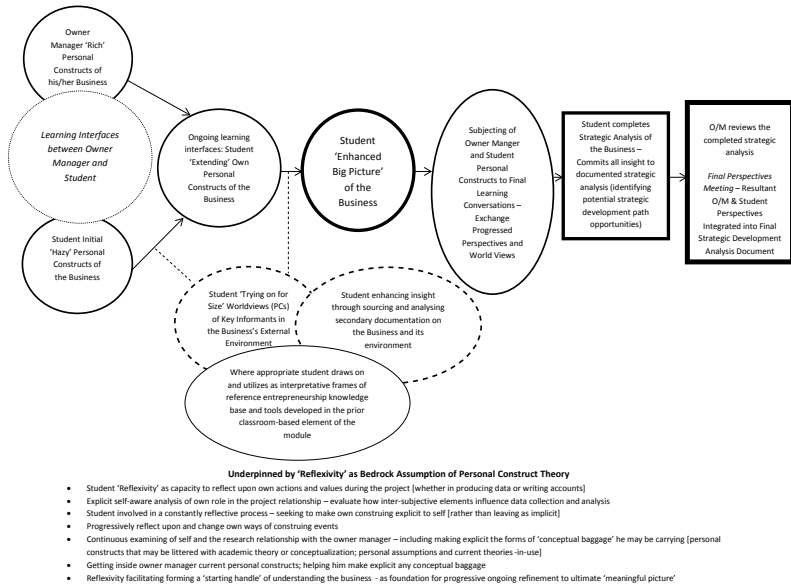 Owner
Manager 'Rich'
Personal
Constructs of
his/her Business
Learning Interfaces
between Owner
Manager and
Student
Student Initial
'Hazy' Personal
Constructs of
the Business
Ongoing learning
interfaces: Student
'Extending' Own
Personal
Constructs of the
Business
Student
'Enhanced
Big Picture'
of the
Business
Subjecting of
Owner Manger
and Student
Personal
Constructs to Final
Learning
Conversations –
Exchange
Progressed
Perspectives and
World Views
Student completes
Strategic Analysis of
the Business –
Commits all insight to
documented strategic
analysis (identifying
potential strategic
development path
opportunities)
O/M reviews the
completed strategic
analysis
Final Perspectives
Meeting – Resultant
O/M & Student
Perspectives
Integrated into Final
Strategic Development
Analysis Document
Student 'Trying on for
Size' Worldviews (PCs)
of Key Informants in
the Business's External
Environment
Student enhancing insight
through sourcing and analysing
secondary documentation on
the Business and its
environment
Where appropriate student draws on
and utilizes as interpretative frames of
reference entrepreneurship knowledge
base and tools developed in the prior
classroom-based element of the
module
Underpinned by 'Reflexivity' as Bedrock Assumption of Personal Construct Theory
• Student 'Reflexivity' as capacity to reflect upon own actions and values during the project [whether in producing data or writing accounts]
• Explicit self-aware analysis of own role in the project relationship – evaluate how inter-subjective elements influence data collection and analysis
• Student involved in a constantly reflective process – seeking to make own construing explicit to self [rather than leaving as implicit]
• Progressively reflect upon and change own ways of construing events
• Continuous examining of self and the research relationship with the owner manager – including making explicit the forms of 'conceptual baggage' he may be carrying [personal
constructs that may be littered with academic theory or conceptualization; personal assumptions and current theories -in-use]
• Getting inside owner manager current personal constructs; helping him make explicit any conceptual baggage
• Reflexivity facilitating forming a 'starting handle' of understanding the business - as foundation for progressive ongoing refinement to ultimate 'meaningful picture'